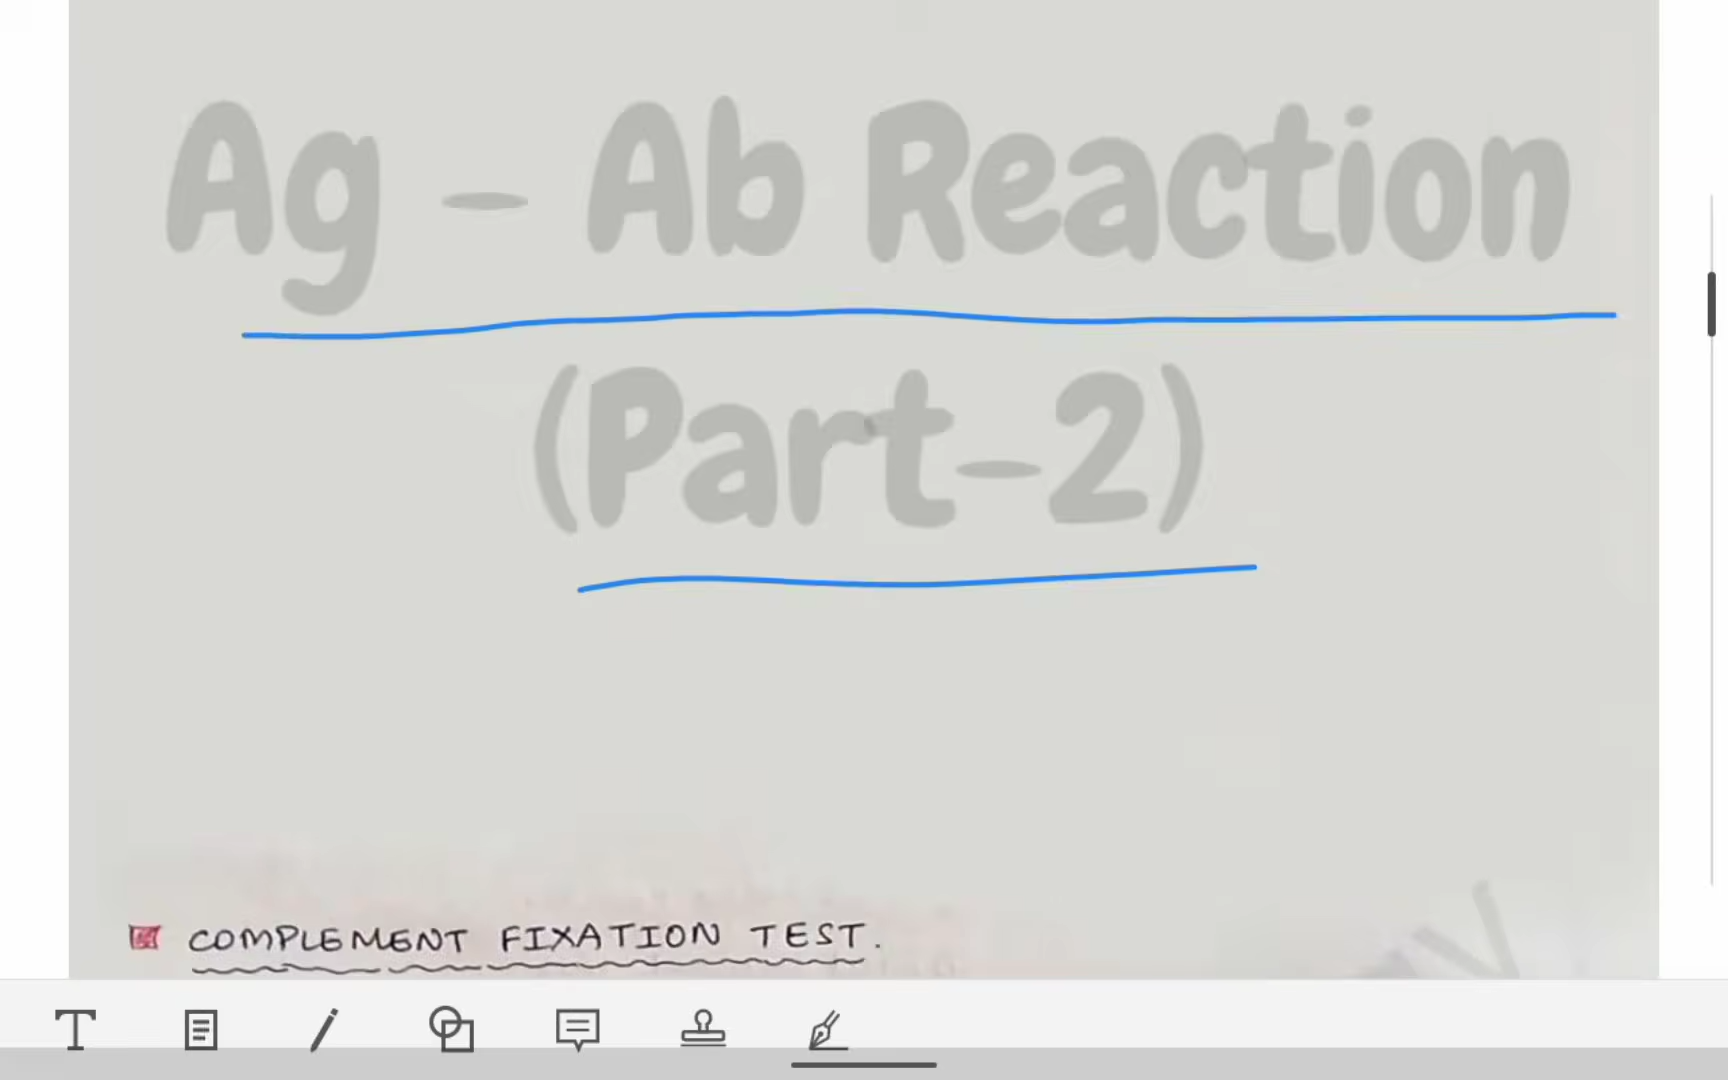 Ag - Ab Reaction
(Part-2)
COMPLEMENT FIXATION TEST.